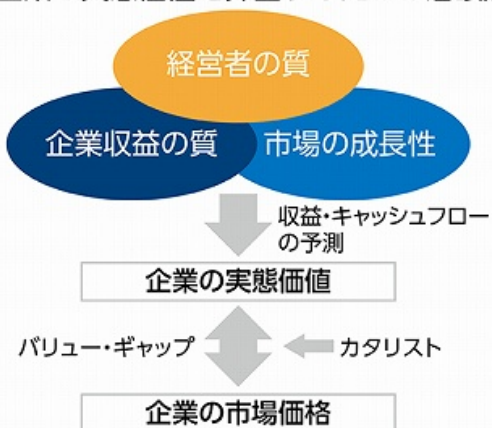 経営者の質
企業収益の質
市場の成長性
収益・キャッシュフロー
の予測
企業の実態価値
バリュー・ギャップ
カタリスト
企業の市場価格